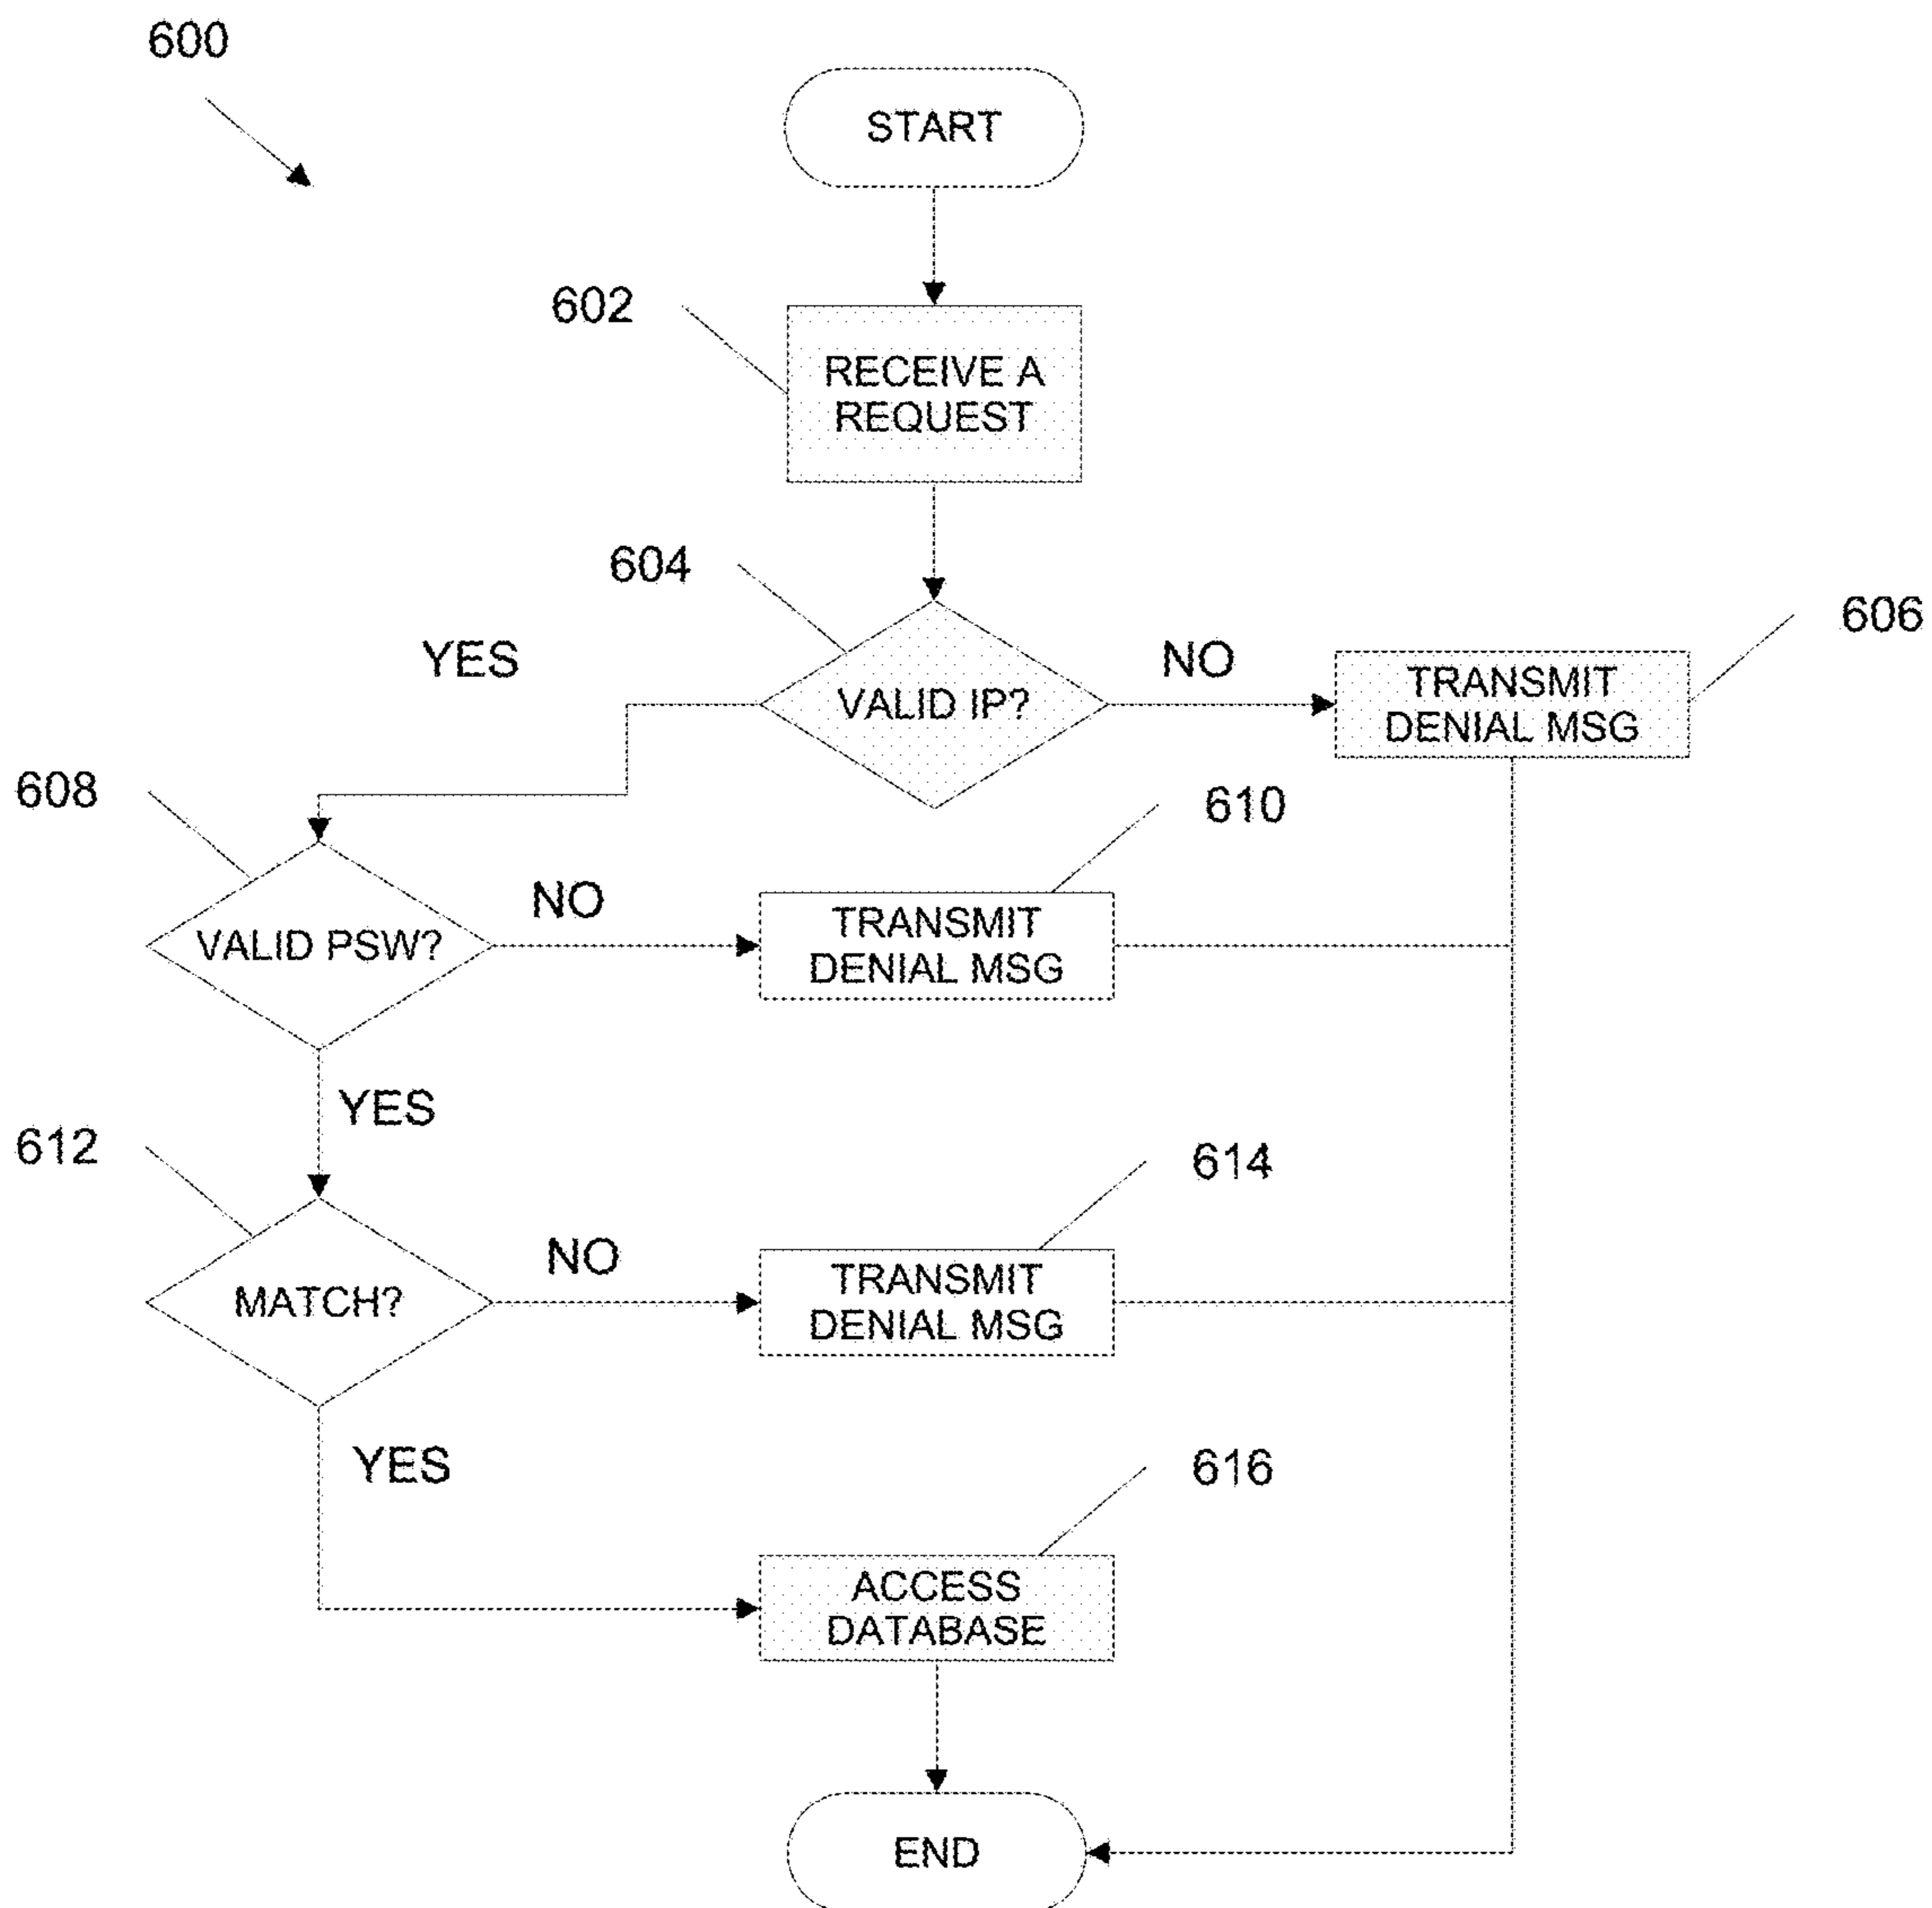 600
START
602
RECEIVE A
REQUEST
604
YES
VALID IP?
NO
606
TRANSMIT
DENIAL MSG
608
VALID PSW?
NO
610
TRANSMIT
DENIAL MSG
YES
612
MATCH?
NO
614
TRANSMIT
DENIAL MSG
YES
616
ACCESS
DATABASE
END